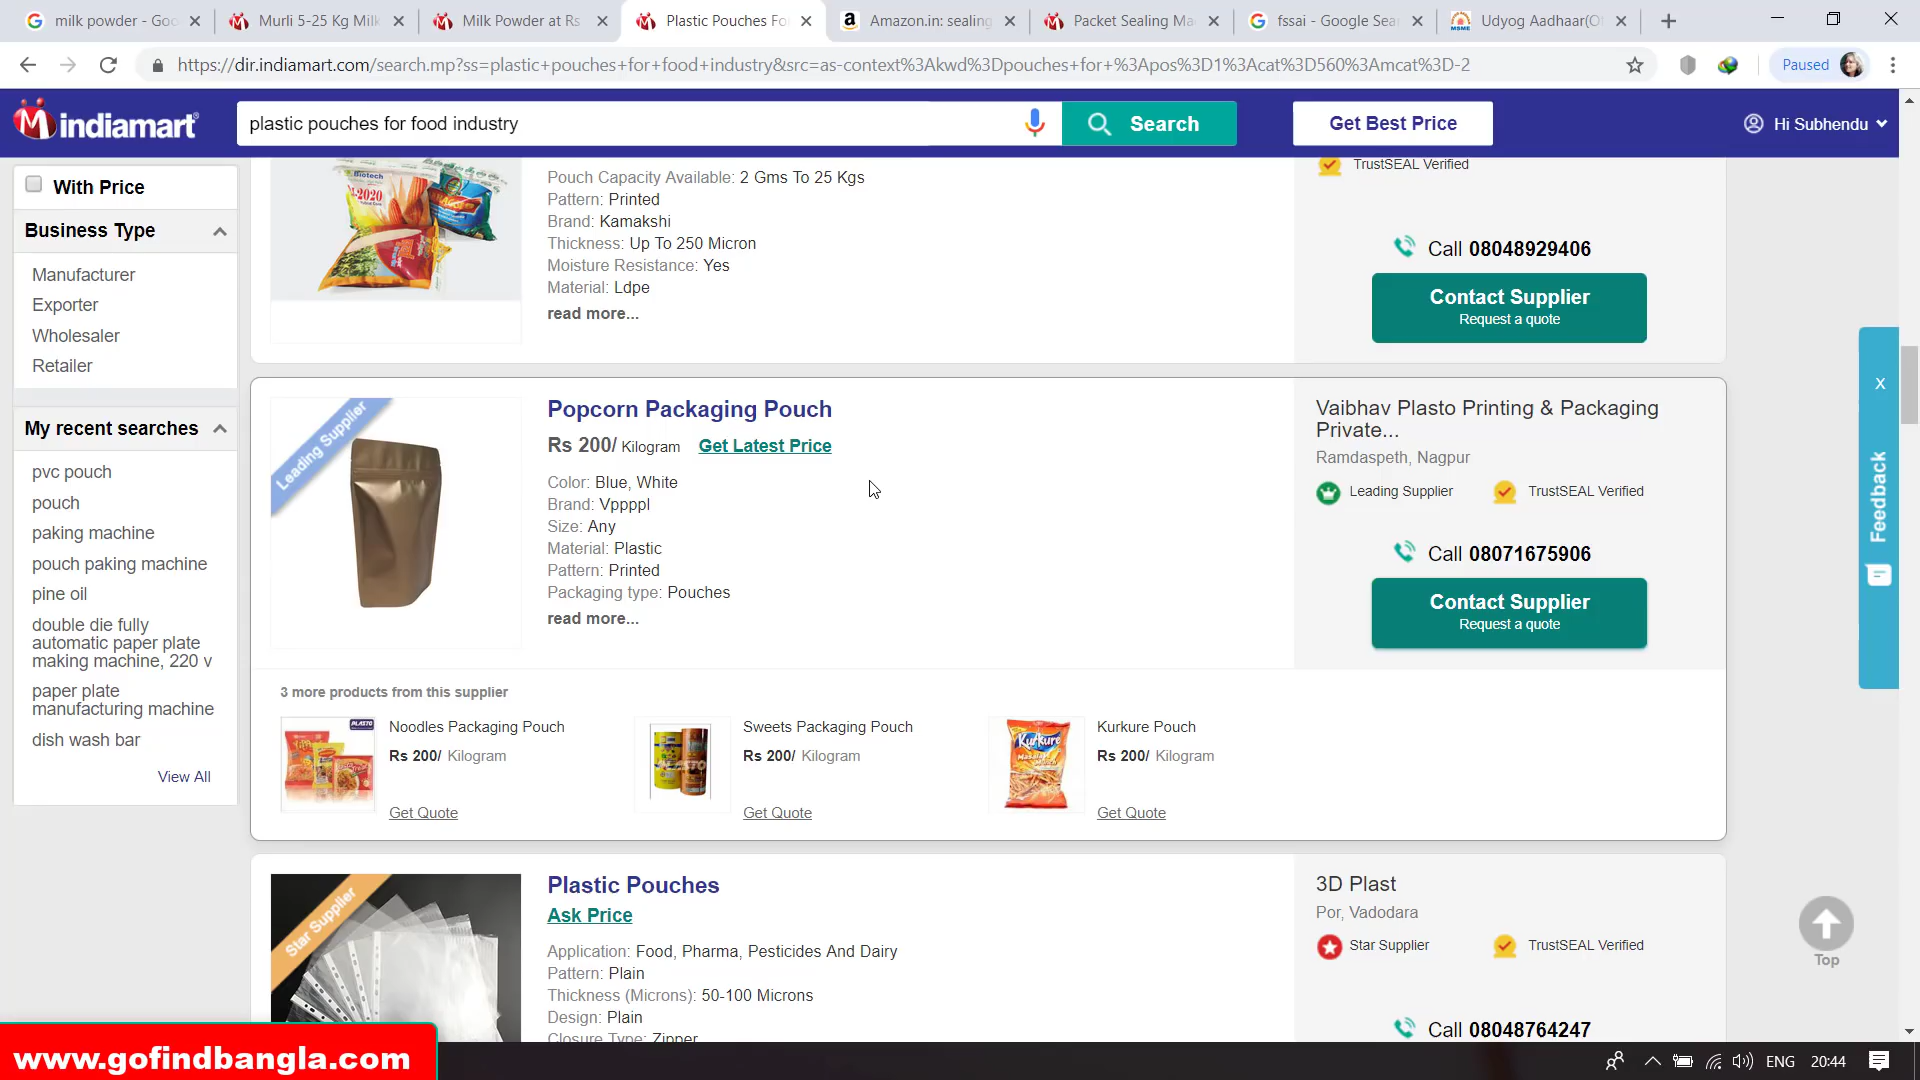 milk powder - Goo
Murli 5-25 Kg Milk
Milk Powder at Rs
Plastic Pouches Fo
Amazon.in: sealing
Packet Sealing Ma
fssai - Google Sea
Udyog Aadhaar(O
https://dir.indiamart.com/search.mp?ss=plastic+pouches+for+food+industry&src=as-context%3Akwd%3Dpouches+for+%3Apos%3D1%3Acat%3D560%3Amcat%3D-2
Paused
indiamart
plastic pouches for food industry
Search
Get Best Price
Hi Subhendu
With Price
Business Type
Manufacturer
Exporter
Wholesaler
Retailer
My recent searches
pvc pouch
pouch
paking machine
pouch paking machine
pine oil
double die fully
automatic paper plate
making machine, 220 v
paper plate
manufacturing machine
dish wash bar
View All
Biotech
2020
Pouch Capacity Available: 2 Gms To 25 Kgs
Pattern: Printed
Brand: Kamakshi
Thickness: Up To 250 Micron
Moisture Resistance: Yes
Material: Ldpe
read more...
TrustSEAL Verified
Call 08048929406
Contact Supplier
Request a quote
Leading Supplier
Popcorn Packaging Pouch
Rs 200/ Kilogram Get Latest Price
Color: Blue, White
Brand: Vppppl
Size: Any
Material: Plastic
Pattern: Printed
Packaging type: Pouches
read more...
Vaibhav Plasto Printing & Packaging
Private...
Ramdaspeth, Nagpur
Leading Supplier
TrustSEAL Verified
Call 08071675906
Contact Supplier
Request a quote
3 more products from this supplier
PLASTO
Noodles Packaging Pouch
Rs 200/ Kilogram
Get Quote
Sweets Packaging Pouch
Rs 200/ Kilogram
Get Quote
Kurkure
Kurkure Pouch
Rs 200/ Kilogram
Get Quote
Star Supplier
Plastic Pouches
Ask Price
Application: Food, Pharma, Pesticides And Dairy
Pattern: Plain
Thickness (Microns): 50-100 Microns
Design: Plain
Closure Type: Zipper
3D Plast
Por, Vadodara
Star Supplier
TrustSEAL Verified
Call 08048764247
x
Feedback
Top
www.gofindbangla.com
ENG
20:44